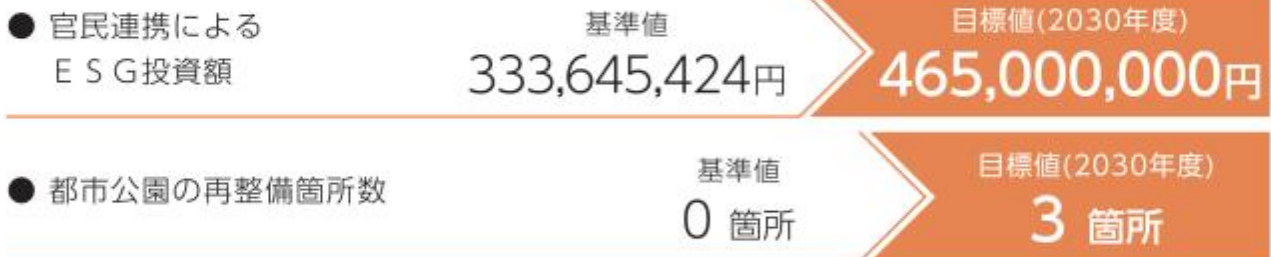 ● 官民連携による
ＥＳＧ投資額
基準値
333,645,424円
目標値(2030年度)
465,000,000円
● 都市公園の再整備箇所数
基準値
0 箇所
目標値(2030年度)
3 箇所